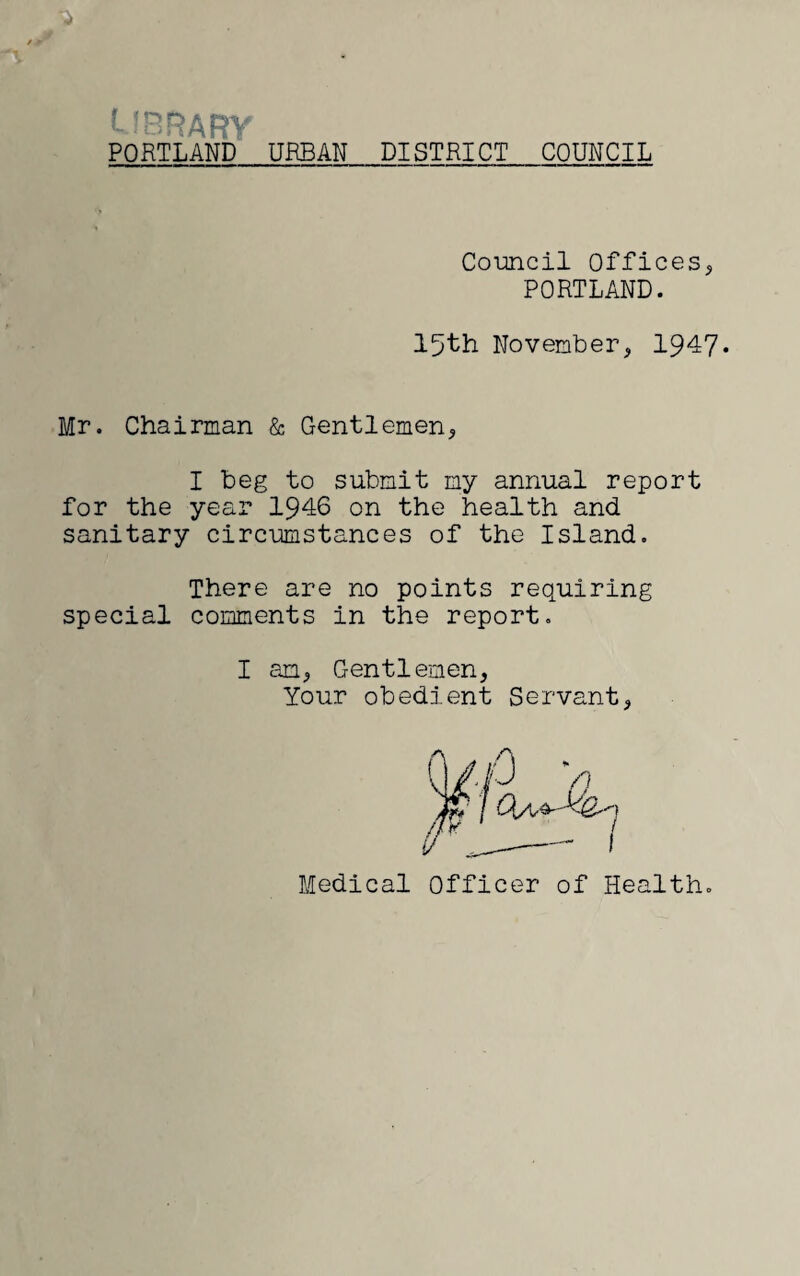 LIBRARY
PORTLAND URBAN DISTRICT COUNCIL
Council Offices,
PORTLAND.
15th November, 1947.
Mr. Chairman & Gentlemen,
I beg to submit my annual report
for the year 1946 on the health and
sanitary circumstances of the Island.
There are no points requiring
special comments in the report.
I am, Gentlemen,
Your obedient Servant,
Medical Officer of Health.